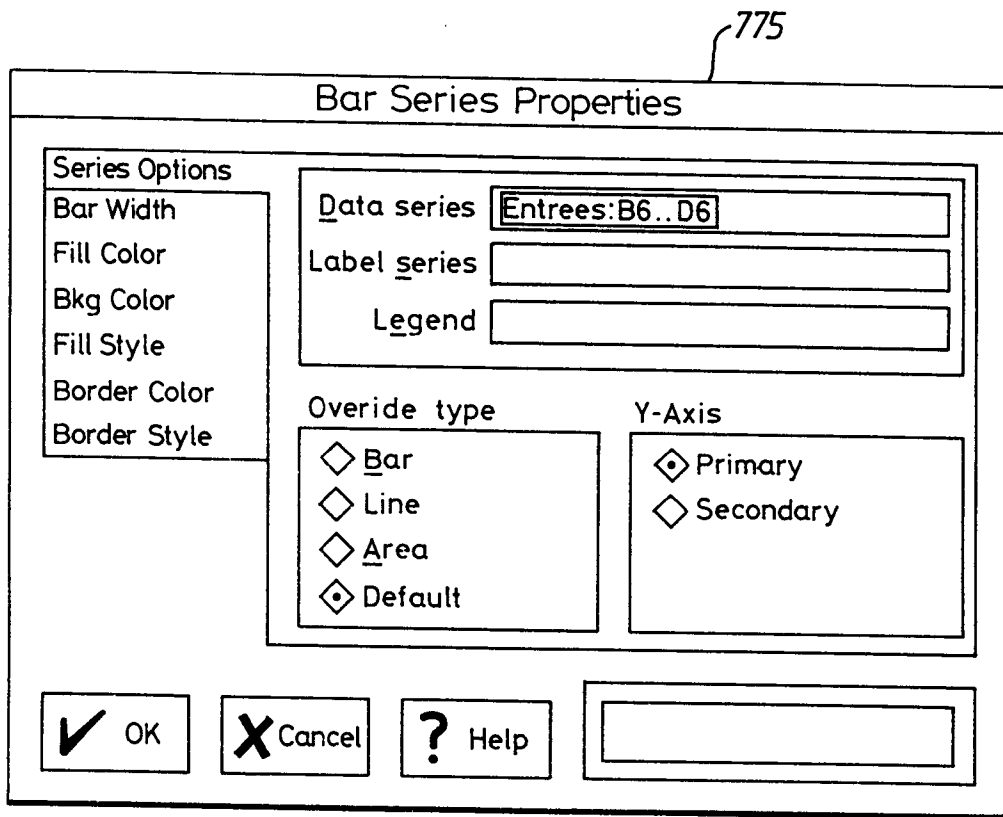 775
Bar Series Properties
Series Options
Bar Width
Fill Color
Bkg Color
Fill Style
Border Color
Border Style
Data series Entrees:B6..D6
Label series
Legend
Overide type
Bar
Line
Area
Default
Y-Axis
Primary
Secondary
OK
Cancel
? Help